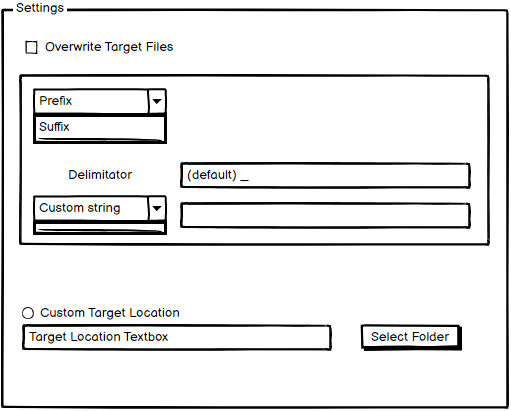 Settings
Overwrite Target Files
Prefix
Suffix
Delimitator
(default) _
Custom string
Custom Target Location
Target Location Textbox
Select Folder